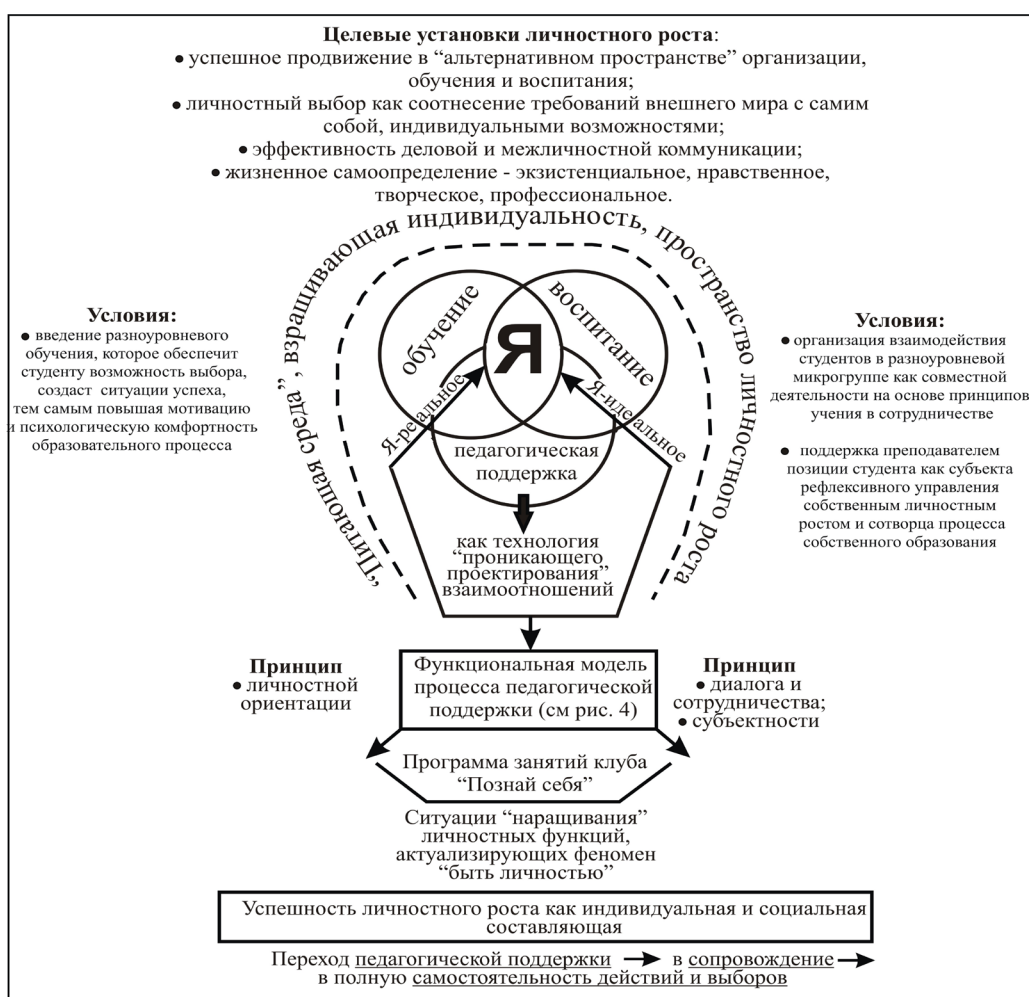 Целевые установки личностного роста:
● успешное продвижение в “альтернативном пространстве” организации,
обучения и воспитания;
● личностный выбор как соотнесение требований внешнего мира с самим
собой, индивидуальными возможностями;
● эффективность деловой и межличностной коммуникации;
● жизненное самоопределение - экзистенциальное, нравственное,
творческое, профессиональное.
“Питающая среда”, взращивающая индивидуальность, пространство личностного роста
Условия:
● введение разноуровневого
обучения, которое обеспечит
студенту возможность выбора,
создаст ситуации успеха,
тем самым повышая мотивацию
и психологическую комфортность
образовательного процесса
обучение
воспитание
Я
Я-реальное
Я-идеальное
педагогическая
поддержка
как технология
“проникающего
проектирования”
взаимоотношений
Условия:
● организация взаимодействия
студентов в разноуровневой
микрогруппе как совместной
деятельности на основе принципов
учения в сотрудничестве
● поддержка преподавателем
позиции студента как субъекта
рефлексивного управления
собственным личностным
ростом и сотворца процесса
собственного образования
Принцип
● личностной
ориентации
Функциональная модель
процесса педагогической
поддержки (см рис. 4)
Принцип
● диалога и
сотрудничества;
● субъектности
Программа занятий клуба
“Познай себя”
Ситуации “наращивания”
личностных функций,
актуализирующих феномен
“быть личностью”
Успешность личностного роста как индивидуальная и социальная
составляющая
Переход педагогической поддержки → в сопровождение →
в полную самостоятельность действий и выборов